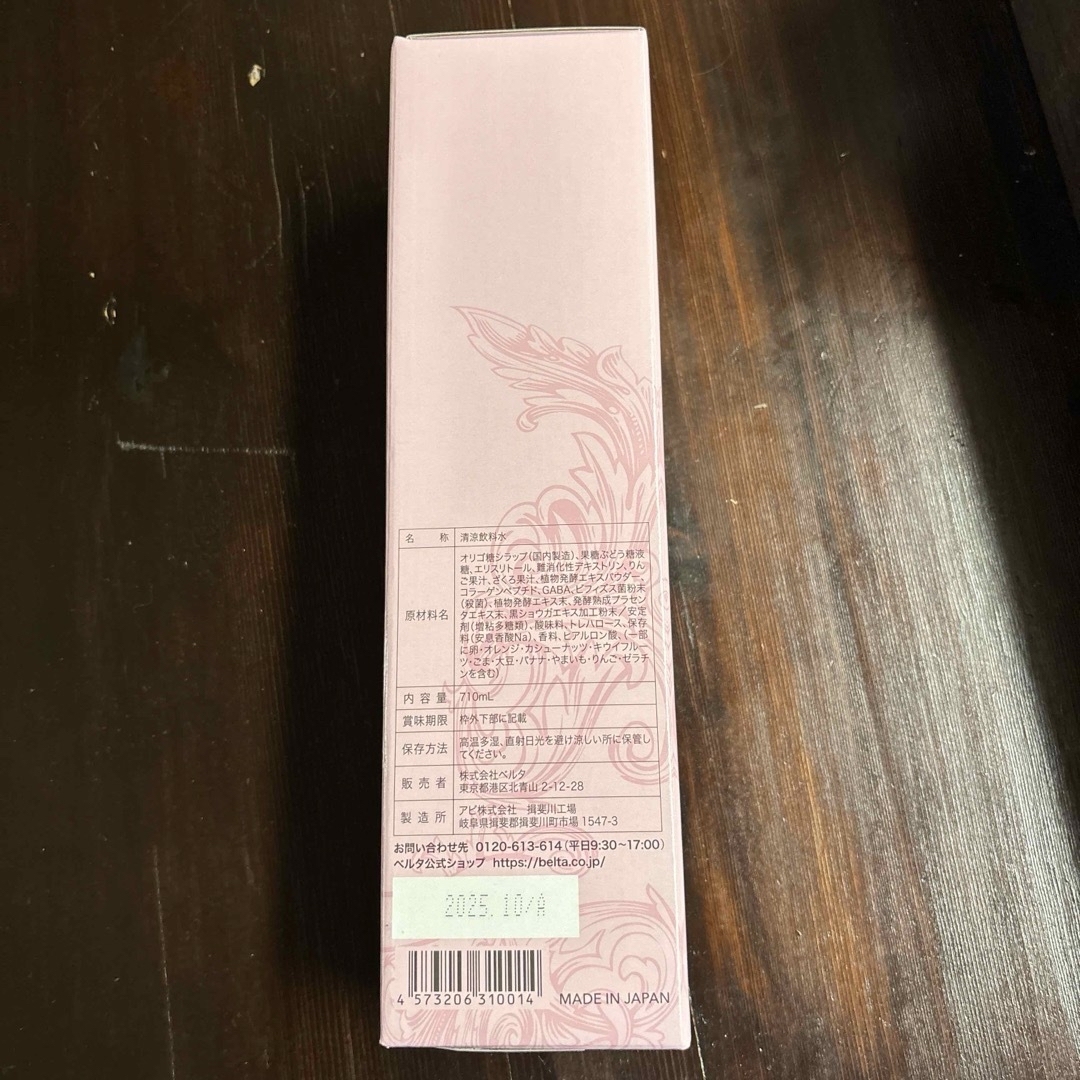 名称 清涼飲料水
原材料名 オリゴ糖シラップ(国内製造)、果糖ぶどう糖液
糖、エリスリトール、難消化性デキストリン、りん
ご果汁、ざくろ果汁、植物発酵エキスパウダー、
コラーゲンペプチド、GABA、ビフィズス菌粉末
(殺菌)、植物発酵エキス末、発酵熟成プラセン
タエキス末、黒ショウガエキス加工粉末/安定
剤(増粘多糖類)、酸味料、トレハロース、保存
料(安息香酸Na)、香料、ヒアルロン酸、(一部
に卵・オレンジ・カシューナッツ・キウイフルー
ツ・ごま・大豆・バナナ・やまいも・りんご・ゼラチ
ンを含む)
内容量 710mL
賞味期限 枠外下部に記載
保存方法 高温多湿、直射日光を避け涼しい所に保管し
てください。
販売者 株式会社ベルタ
東京都港区北青山 2-12-28
製造所 アピ株式会社 揖斐川工場
岐阜県揖斐郡揖斐川町市場 1547-3
お問い合わせ先 0120-613-614(平日9:30~17:00)
ベルタ公式ショップ https://belta.co.jp/
2025.10/A
4 573206 310014
MADE IN JAPAN